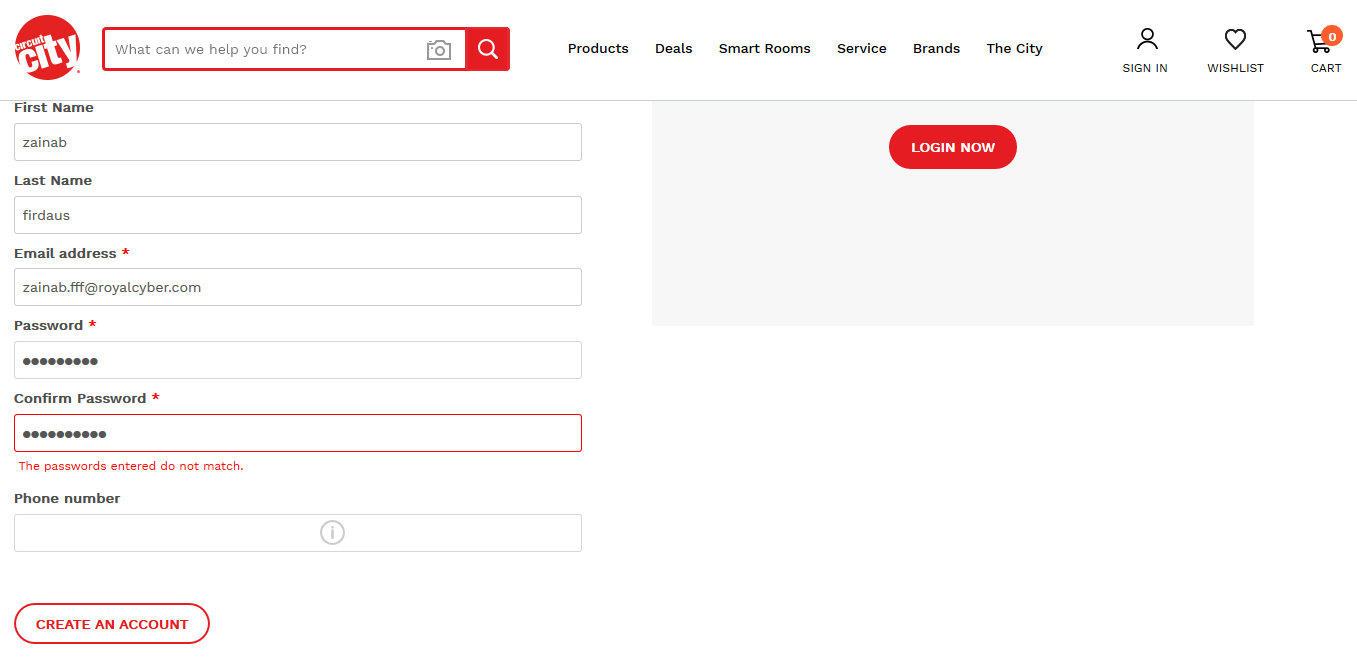 circuit
city
What can we help you find?
Products Deals Smart Rooms Service Brands The City
SIGN IN WISHLIST 0 CART
First Name
zainab
LOGIN NOW
Last Name
firdaus
Email address *
zainab.fff@royalcyber.com
Password *
●●●●●●●●●
Confirm Password *
●●●●●●●●●●
The passwords entered do not match.
Phone number
i
CREATE AN ACCOUNT